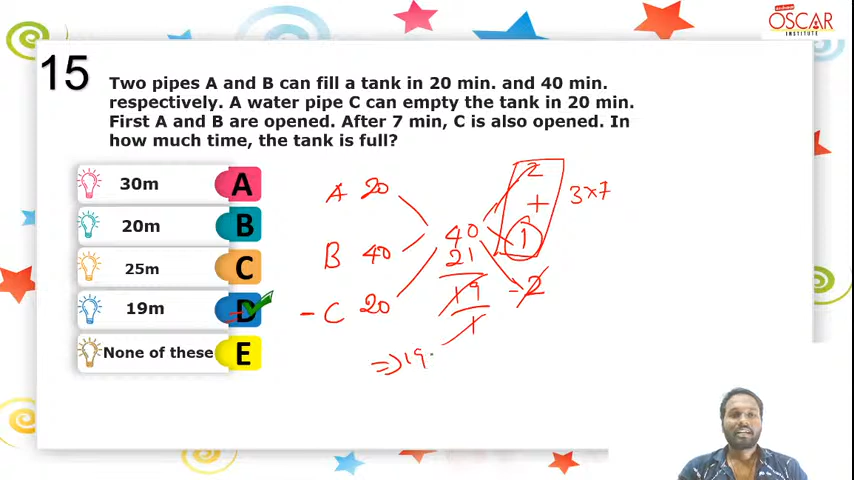 OSCAR
INSTITUTE
15
Two pipes A and B can fill a tank in 20 min. and 40 min.
respectively. A water pipe C can empty the tank in 20 min.
First A and B are opened. After 7 min, C is also opened. In
how much time, the tank is full?
30m A
20m B
25m C
19m D
None of these E
A 20
B 40
- C 20
40
21
19
1
⇒ 19.
2
+
1
-2
3×7